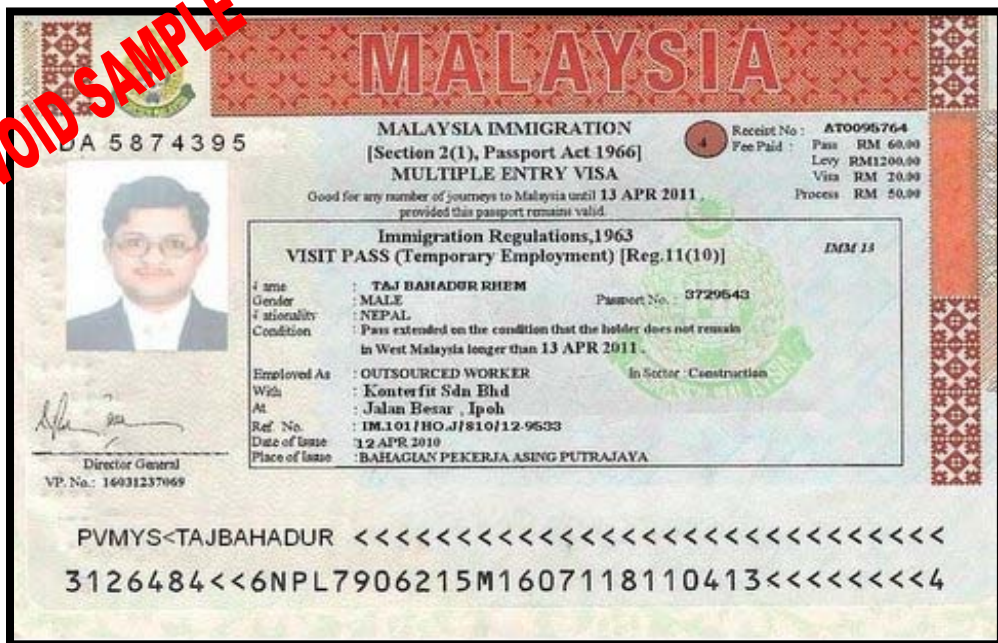 VOID SAMPLE
MALAYSIA
DA 5874395
MALAYSIA IMMIGRATION
[Section 2(1), Passport Act 1966]
MULTIPLE ENTRY VISA
Good for any number of journeys to Malaysia until 13 APR 2011,
provided this passport remains valid
4
Receipt No : AT0095764
Fee Paid : Pass RM 60.00
Levy RM1200.00
Visa RM 20.00
Process RM 50.00
Immigration Regulations,1963
IMM 13
VISIT PASS (Temporary Employment) [Reg.11(10)]
ame : TAJ BAHADUR RHEM
Gender : MALE Passport No. : 3729543
ationality : NEPAL
Condition : Pass extended on the condition that the holder does not remain
in West Malaysia longer than 13 APR 2011 .
Employed As : OUTSOURCED WORKER In Sector : Construction
With : Konterfit Sdn Bhd
At : Jalan Besar , Ipoh
Ref. No. : IM.101/HO.J/810/12-9533
Date of Issue 12 APR 2010
Place of Issue : BAHAGIAN PEKERJA ASING PUTRAJAYA
Director General
VP. No.: 16031237069
PVMYS<TAJBAHADUR <<<<<<<<<<<<<<<<<<<<<<<<<<<<<
3126484<<6NPL7906215M1607118110413<<<<<<<<4